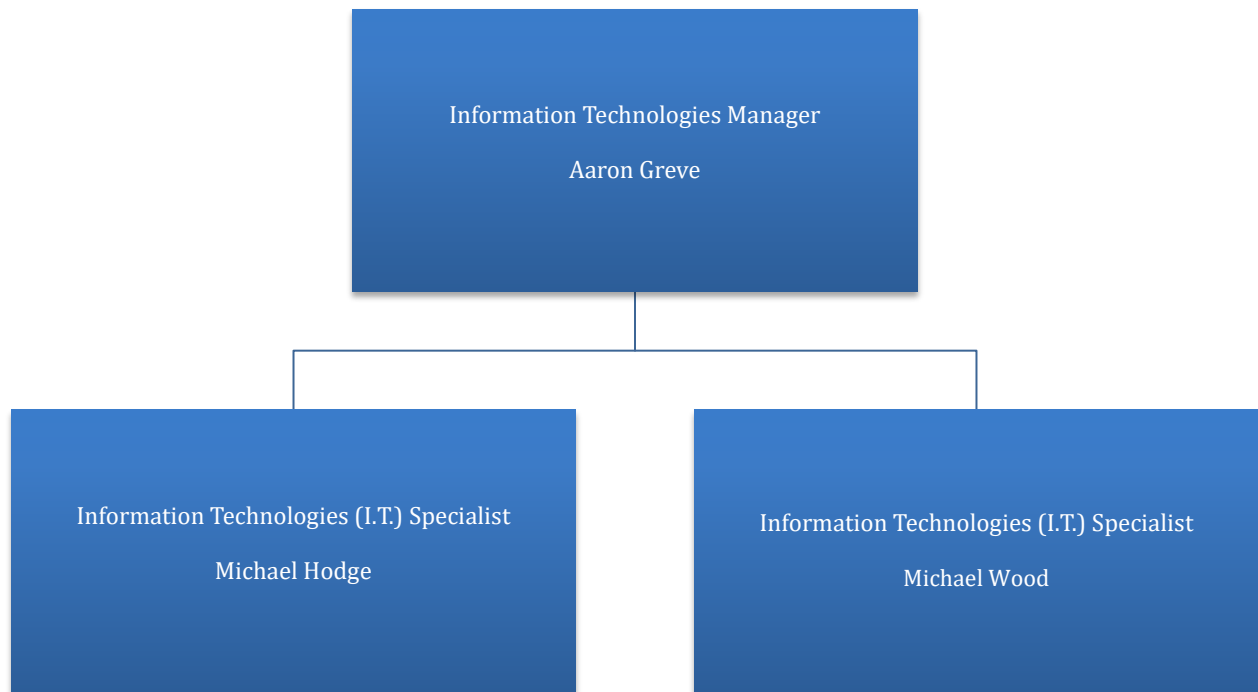 Information Technologies Manager
Aaron Greve
Information Technologies (I.T.) Specialist
Michael Hodge
Information Technologies (I.T.) Specialist
Michael Wood